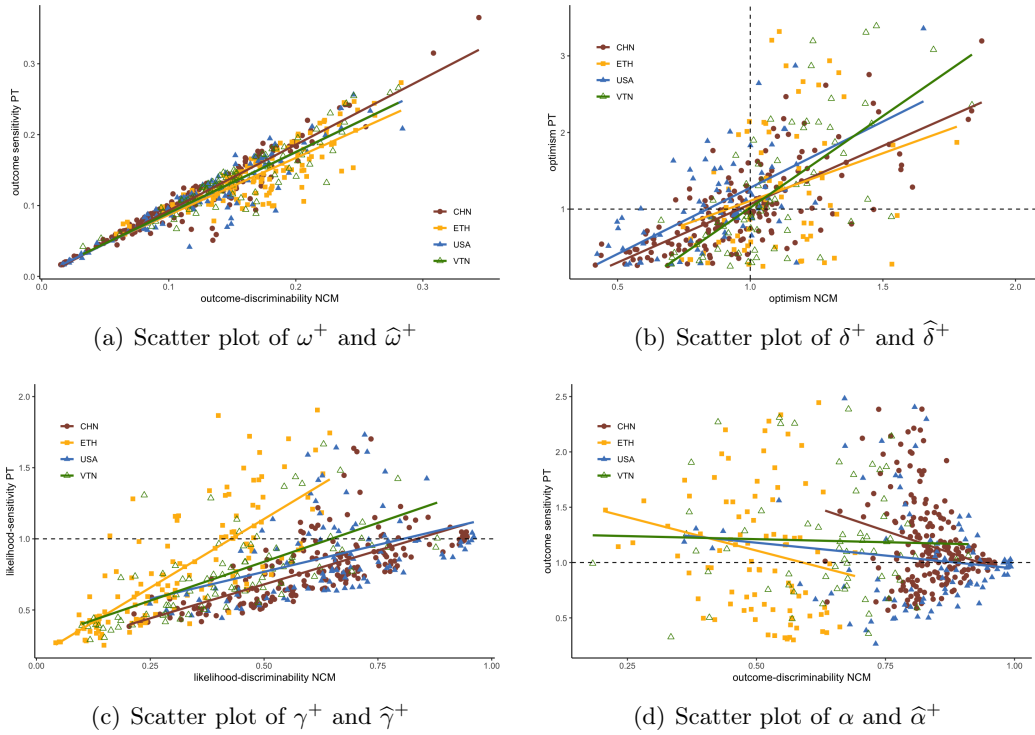 outcome sensitivity PT
0.3
0.2
0.1
0.0
CHN
ETH
USA
VTN
0.0 0.1 0.2 0.3
outcome-discriminability NCM
(a) Scatter plot of ω⁺ and ω̂⁺
optimism PT
3
2
1
CHN
ETH
USA
VTN
0.5 1.0 1.5 2.0
optimism NCM
(b) Scatter plot of δ⁺ and δ̂⁺
likelihood-sensitivity PT
2.0
1.5
1.0
0.5
CHN
ETH
USA
VTN
0.00 0.25 0.50 0.75 1.00
likelihood-discriminability NCM
(c) Scatter plot of γ⁺ and γ̂⁺
outcome sensitivity PT
2.5
2.0
1.5
1.0
0.5
CHN
ETH
USA
VTN
0.25 0.50 0.75 1.00
outcome-discriminability NCM
(d) Scatter plot of α and α̂⁺